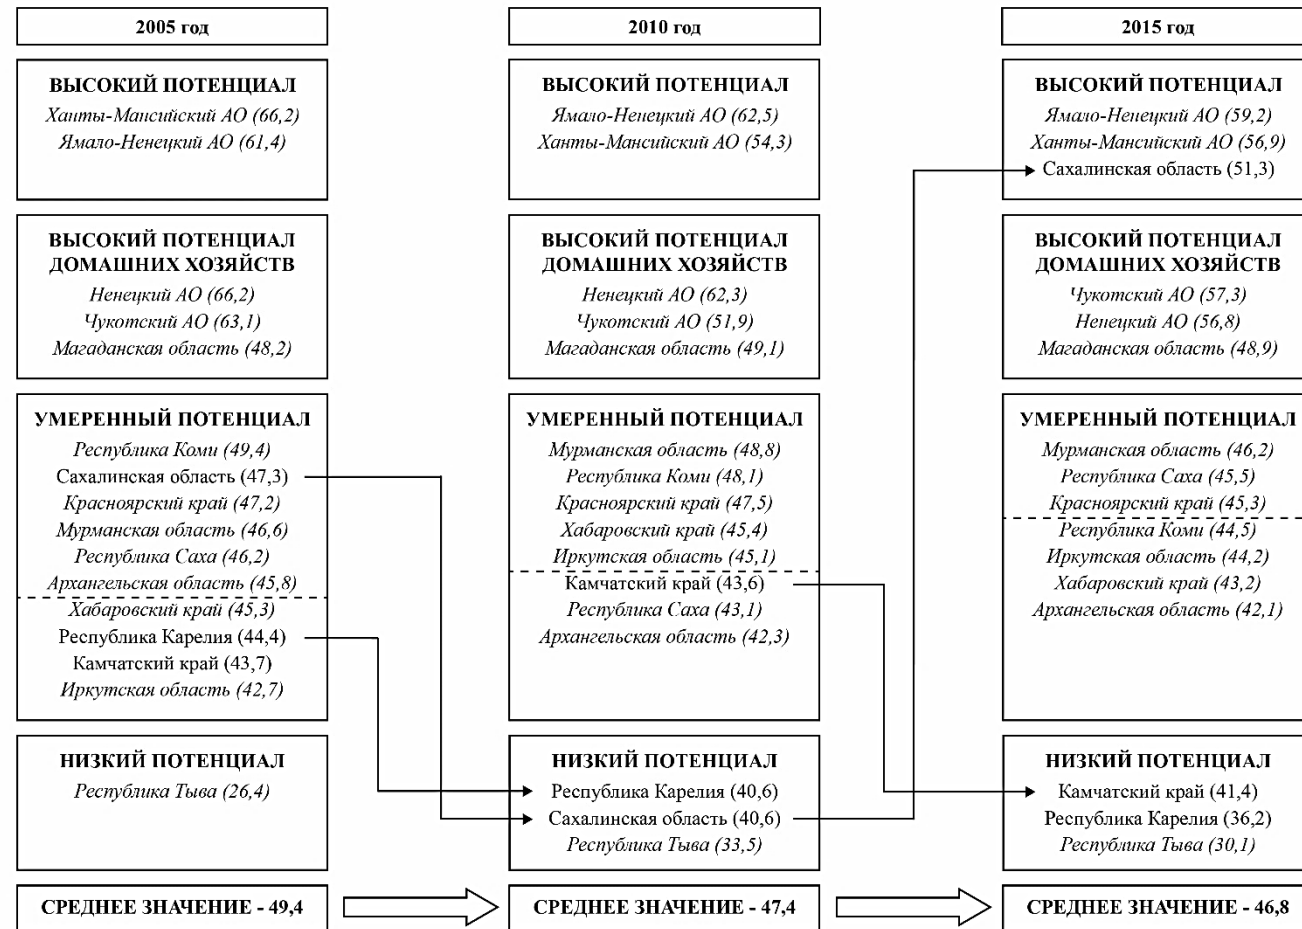 2005 год
ВЫСОКИЙ ПОТЕНЦИАЛ
Ханты-Мансийский АО (66,2)
Ямало-Ненецкий АО (61,4)
ВЫСОКИЙ ПОТЕНЦИАЛ
ДОМАШНИХ ХОЗЯЙСТВ
Ненецкий АО (66,2)
Чукотский АО (63,1)
Магаданская область (48,2)
УМЕРЕННЫЙ ПОТЕНЦИАЛ
Республика Коми (49,4)
Сахалинская область (47,3)
Красноярский край (47,2)
Мурманская область (46,6)
Республика Саха (46,2)
Архангельская область (45,8)
Хабаровский край (45,3)
Республика Карелия (44,4)
Камчатский край (43,7)
Иркутская область (42,7)
НИЗКИЙ ПОТЕНЦИАЛ
Республика Тыва (26,4)
СРЕДНЕЕ ЗНАЧЕНИЕ - 49,4
2010 год
ВЫСОКИЙ ПОТЕНЦИАЛ
Ямало-Ненецкий АО (62,5)
Ханты-Мансийский АО (54,3)
ВЫСОКИЙ ПОТЕНЦИАЛ
ДОМАШНИХ ХОЗЯЙСТВ
Ненецкий АО (62,3)
Чукотский АО (51,9)
Магаданская область (49,1)
УМЕРЕННЫЙ ПОТЕНЦИАЛ
Мурманская область (48,8)
Республика Коми (48,1)
Красноярский край (47,5)
Хабаровский край (45,4)
Иркутская область (45,1)
Камчатский край (43,6)
Республика Саха (43,1)
Архангельская область (42,3)
НИЗКИЙ ПОТЕНЦИАЛ
Республика Карелия (40,6)
Сахалинская область (40,6)
Республика Тыва (33,5)
СРЕДНЕЕ ЗНАЧЕНИЕ - 47,4
2015 год
ВЫСОКИЙ ПОТЕНЦИАЛ
Ямало-Ненецкий АО (59,2)
Ханты-Мансийский АО (56,9)
Сахалинская область (51,3)
ВЫСОКИЙ ПОТЕНЦИАЛ
ДОМАШНИХ ХОЗЯЙСТВ
Чукотский АО (57,3)
Ненецкий АО (56,8)
Магаданская область (48,9)
УМЕРЕННЫЙ ПОТЕНЦИАЛ
Мурманская область (46,2)
Республика Саха (45,5)
Красноярский край (45,3)
Республика Коми (44,5)
Иркутская область (44,2)
Хабаровский край (43,2)
Архангельская область (42,1)
НИЗКИЙ ПОТЕНЦИАЛ
Камчатский край (41,4)
Республика Карелия (36,2)
Республика Тыва (30,1)
СРЕДНЕЕ ЗНАЧЕНИЕ - 46,8